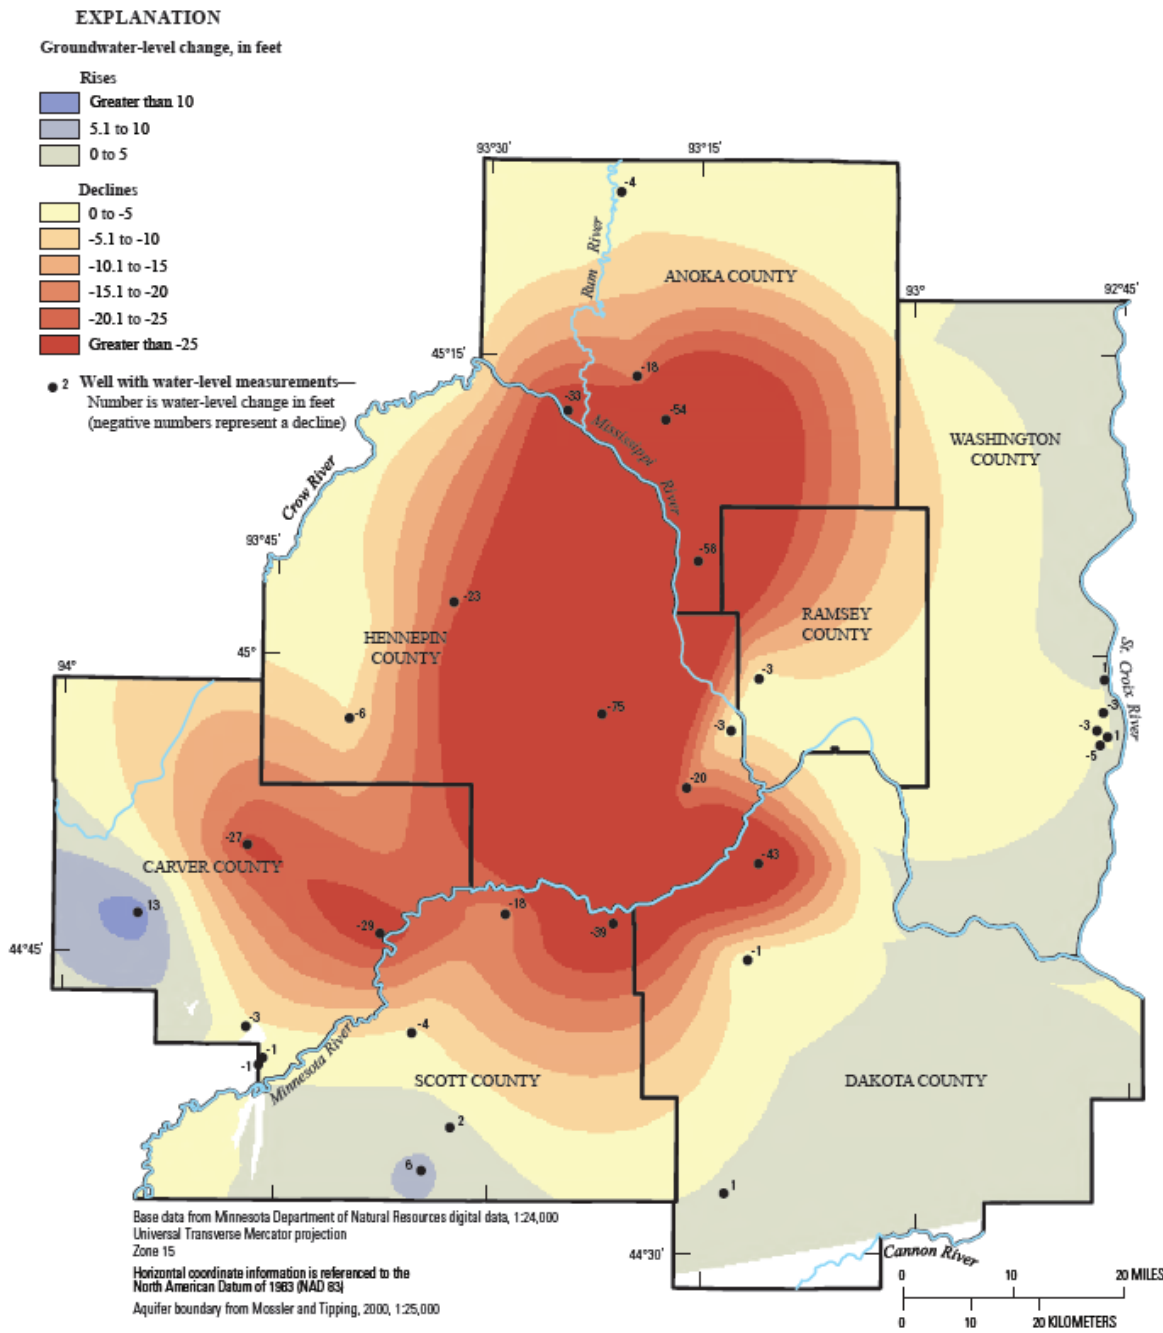 EXPLANATION
Groundwater-level change, in feet
Rises
Greater than 10
5.1 to 10
0 to 5
Declines
0 to -5
-5.1 to -10
-10.1 to -15
-15.1 to -20
-20.1 to -25
Greater than -25
2 Well with water-level measurements—
Number is water-level change in feet
(negative numbers represent a decline)
93°30'
93°15'
-4
Rum River
ANOKA COUNTY
93°
92°45'
45°15'
-18
-33
-54
Mississippi River
WASHINGTON
COUNTY
Crow River
93°45'
-58
-23
RAMSEY
COUNTY
HENNEPIN
COUNTY
45°
94°
St. Croix River
-3
1
-6
-75
-3
-3
-3
1
-5
-20
-27
CARVER COUNTY
-43
13
-18
-29
-39
44°45'
-1
-3
-4
-1
-1
Minnesota River
SCOTT COUNTY
DAKOTA COUNTY
2
6
1
Base data from Minnesota Department of Natural Resources digital data, 1:24,000
Universal Transverse Mercator projection
Zone 15
Horizontal coordinate information is referenced to the
North American Datum of 1983 (NAD 83)
Aquifer boundary from Mossler and Tipping, 2000, 1:25,000
44°30'
Cannon River
0 10 20 MILES
0 10 20 KILOMETERS